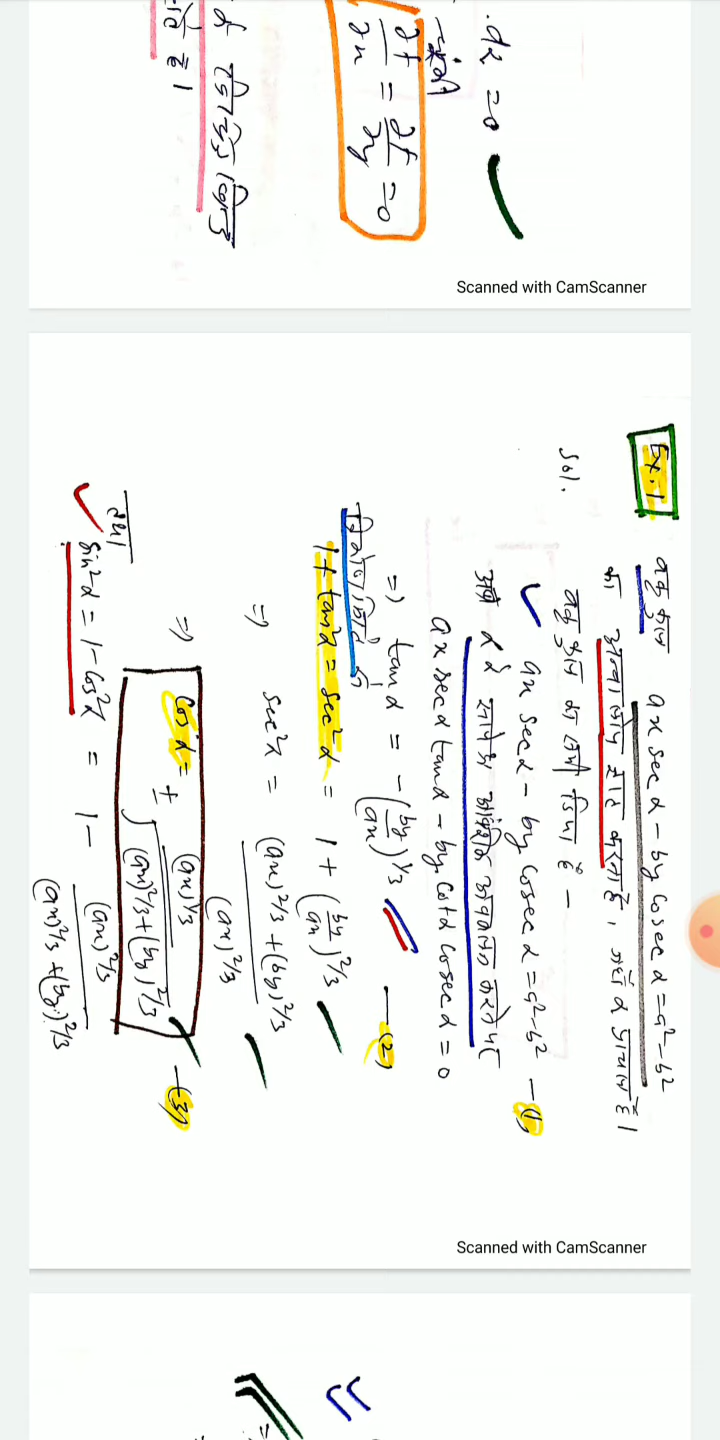 .dx = 0
∂f/∂x = ∂f/∂y = 0
Scanned with CamScanner
Ex. 1 वक्र कुल ax sec α - by cosec α = a² - b²
का अन्वालोप ज्ञात करता है, जहाँ α प्राचल है।
Sol. वक्र कुल का समी. दिया है -
ax sec α - by cosec α = a² - b² - (1)
α के सापेक्ष आंशिक अवकलन करने पर
ax sec α tan α - by cot α cosec α = 0
⇒ tan α = - (by/ax)^1/3 - (2)
त्रिकोणमिति से
1 + tan²α = sec²α = 1 + (by/ax)^2/3
⇒ sec²α = (ax)^2/3 + (by)^2/3 / (ax)^2/3
⇒ cos α = ± (ax)^1/3 / √(ax)^2/3 + (by)^2/3 - (3)
तथा
sin²α = 1 - cos²α = 1 - (ax)^2/3 / (ax)^2/3 + (by)^2/3
Scanned with CamScanner